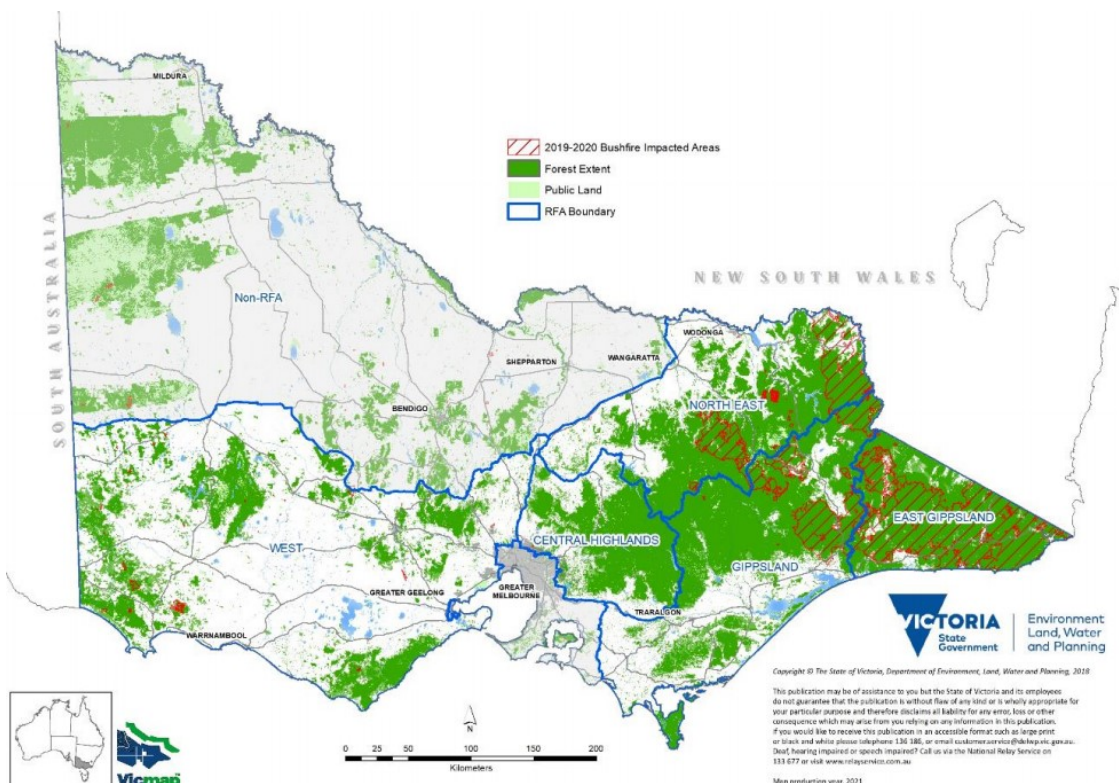 MILDURA
2019-2020 Bushfire Impacted Areas
Forest Extent
Public Land
RFA Boundary
SOUTH AUSTRALIA
NEW SOUTH WALES
Non-RFA
WODONGA
SHEPPARTON
WANGARATTA
BENDIGO
NORTH EAST
EAST GIPPSLAND
WEST
CENTRAL HIGHLANDS
GIPPSLAND
GREATER GEELONG
GREATER
MELBOURNE
TRARALGON
WARRNAMBOOL
VICTORIA
State
Government
Environment
Land, Water
and Planning
Copyright © The State of Victoria, Department of Environment, Land, Water and Planning, 2018
This publication may be of assistance to you but the State of Victoria and its employees
do not guarantee that the publication is without flaw of any kind or is wholly appropriate for
your particular purpose and therefore disclaims all liability for any error, loss or other
consequence which may arise from you relying on any information in this publication.
If you would like to receive this publication in an accessible format such as large print
or black and white please telephone 136 186, or email customer.service@delwp.vic.gov.au.
Deaf, hearing impaired or speech impaired? Call us via the National Relay Service on
133 677 or visit www.relayservice.com.au
Map production year, 2021
N
0 25 50 100 150 200
Kilometers
Vicmap